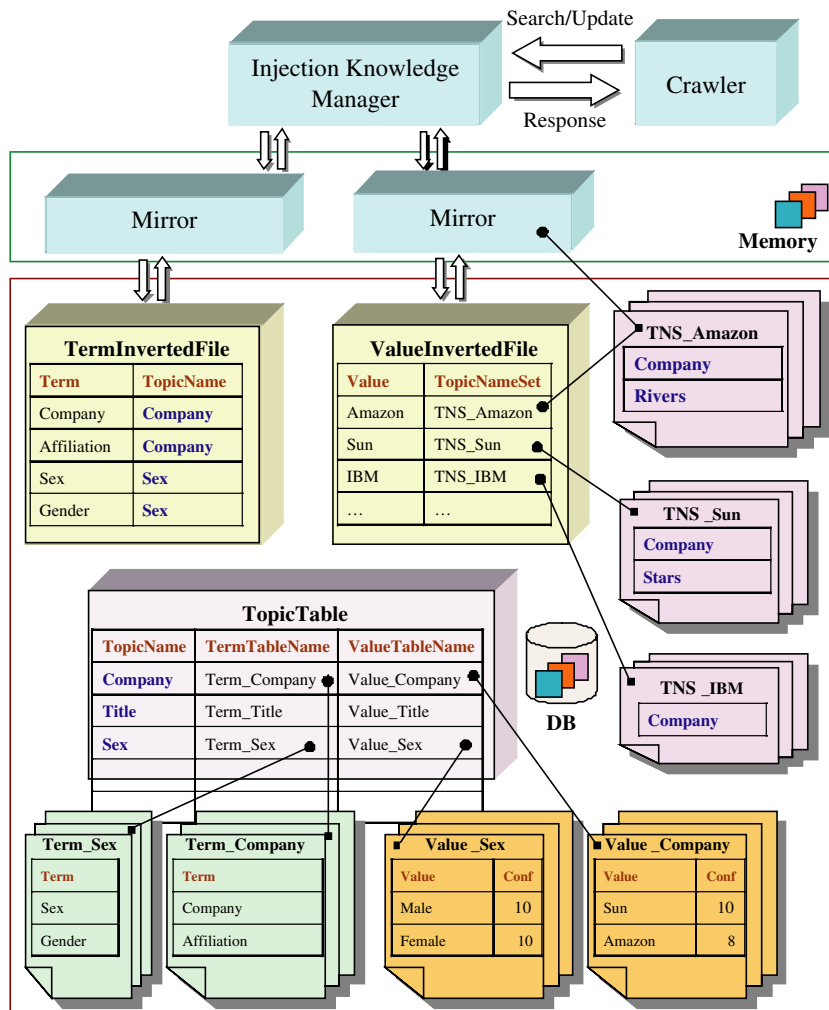 Search/Update
Injection Knowledge
Manager
Crawler
Response
Mirror
Mirror
Memory
TermInvertedFile
Term TopicName
Company Company
Affiliation Company
Sex Sex
Gender Sex
ValueInvertedFile
Value TopicNameSet
Amazon TNS_Amazon
Sun TNS_Sun
IBM TNS_IBM
… …
TNS_Amazon
Company
Rivers
TNS _Sun
Company
Stars
TNS _IBM
Company
TopicTable
TopicName TermTableName ValueTableName
Company Term_Company Value_Company
Title Term_Title Value_Title
Sex Term_Sex Value_Sex
DB
Term_Sex
Term
Sex
Gender
Term_Company
Term
Company
Affiliation
Value _Sex
Value Conf
Male 10
Female 10
Value _Company
Value Conf
Sun 10
Amazon 8